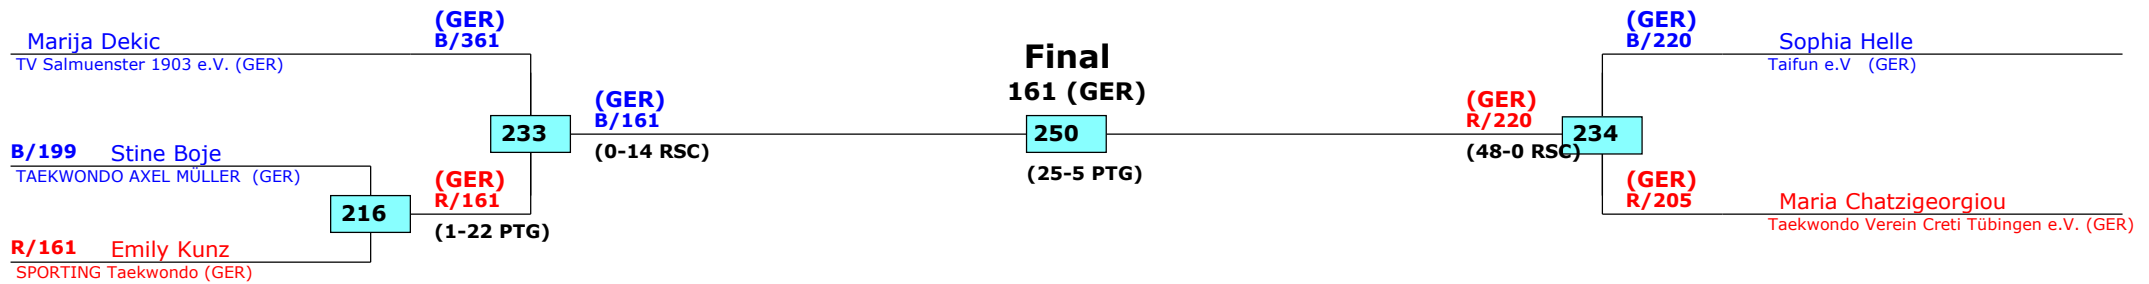 (GER)
B/361
Marija Dekic
TV Salmuenster 1903 e.V. (GER)
233
(GER)
B/161
(0-14 RSC)
B/199 Stine Boje
TAEKWONDO AXEL MÜLLER (GER)
216
(GER)
R/161
(1-22 PTG)
R/161 Emily Kunz
SPORTING Taekwondo (GER)
Final
161 (GER)
250
(25-5 PTG)
(GER)
R/220
(48-0 RSC)
234
(GER)
B/220
Sophia Helle
Taifun e.V (GER)
(GER)
R/205
Maria Chatzigeorgiou
Taekwondo Verein Creti Tübingen e.V. (GER)